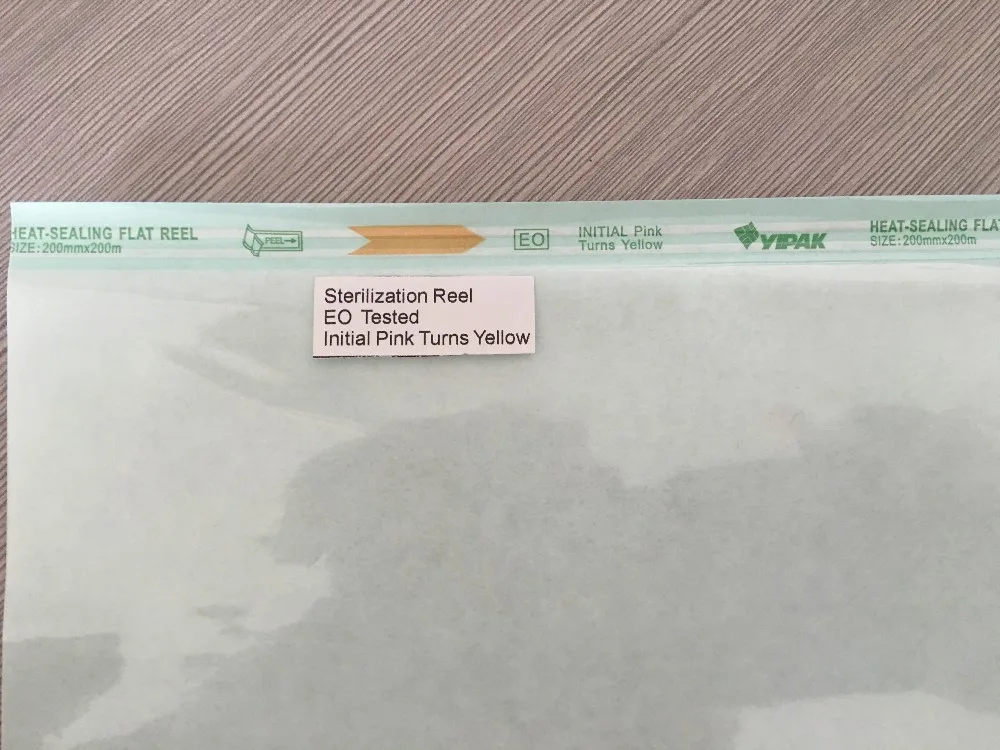 HEAT-SEALING FLAT REEL
SIZE: 200mmx200m
PEEL
EO
INITIAL Pink
Turns Yellow
YIPAK
HEAT-SEALING FLA
SIZE: 200mmx200m
Sterilization Reel
EO Tested
Initial Pink Turns Yellow